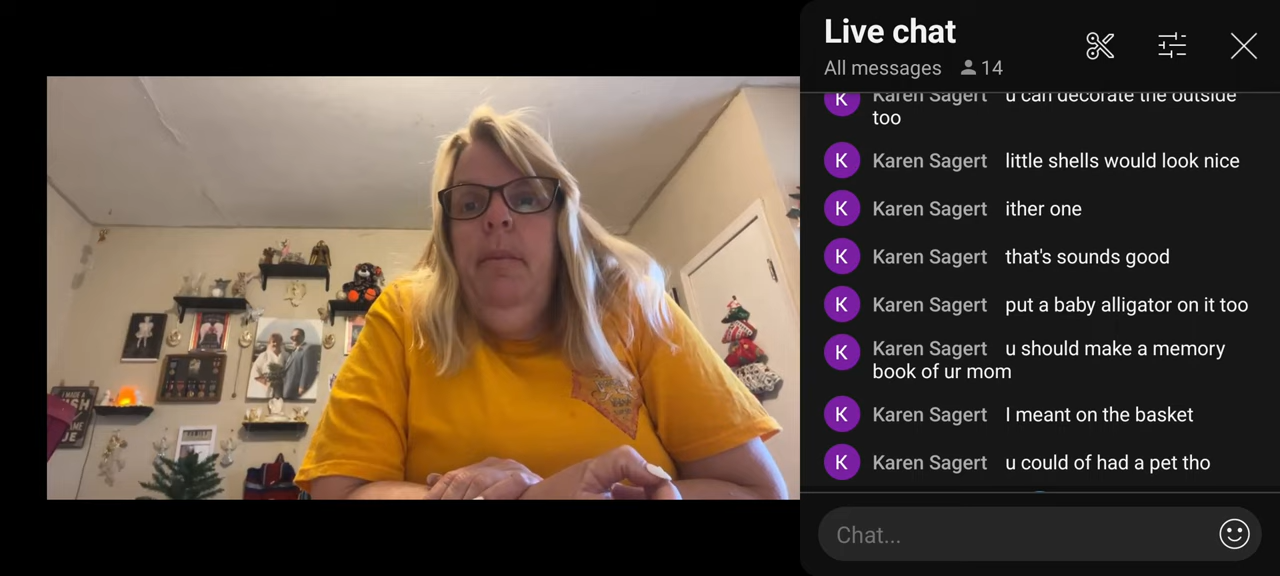 Live chat
All messages 14
Karen Sagert u can decorate the outside
too
Karen Sagert little shells would look nice
Karen Sagert ither one
Karen Sagert that's sounds good
Karen Sagert put a baby alligator on it too
Karen Sagert u should make a memory
book of ur mom
Karen Sagert I meant on the basket
Karen Sagert u could of had a pet tho
Chat...
K
K
K
K
K
K
K
K